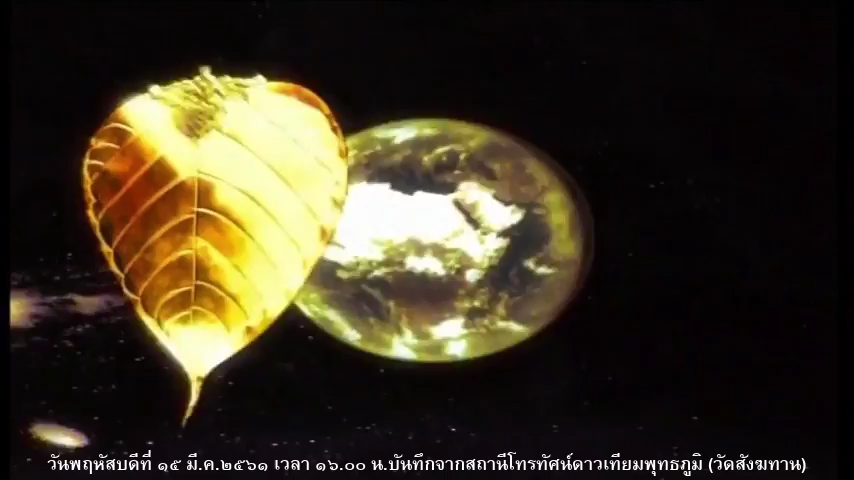 วันพฤหัสบดีที่ ๑๕ มี.ค.๒๕๖๑ เวลา ๑๖.๐๐ น.บันทึกจากสถานีโทรทัศน์ดาวเทียมพุทธภูมิ (วัดสังฆทาน)